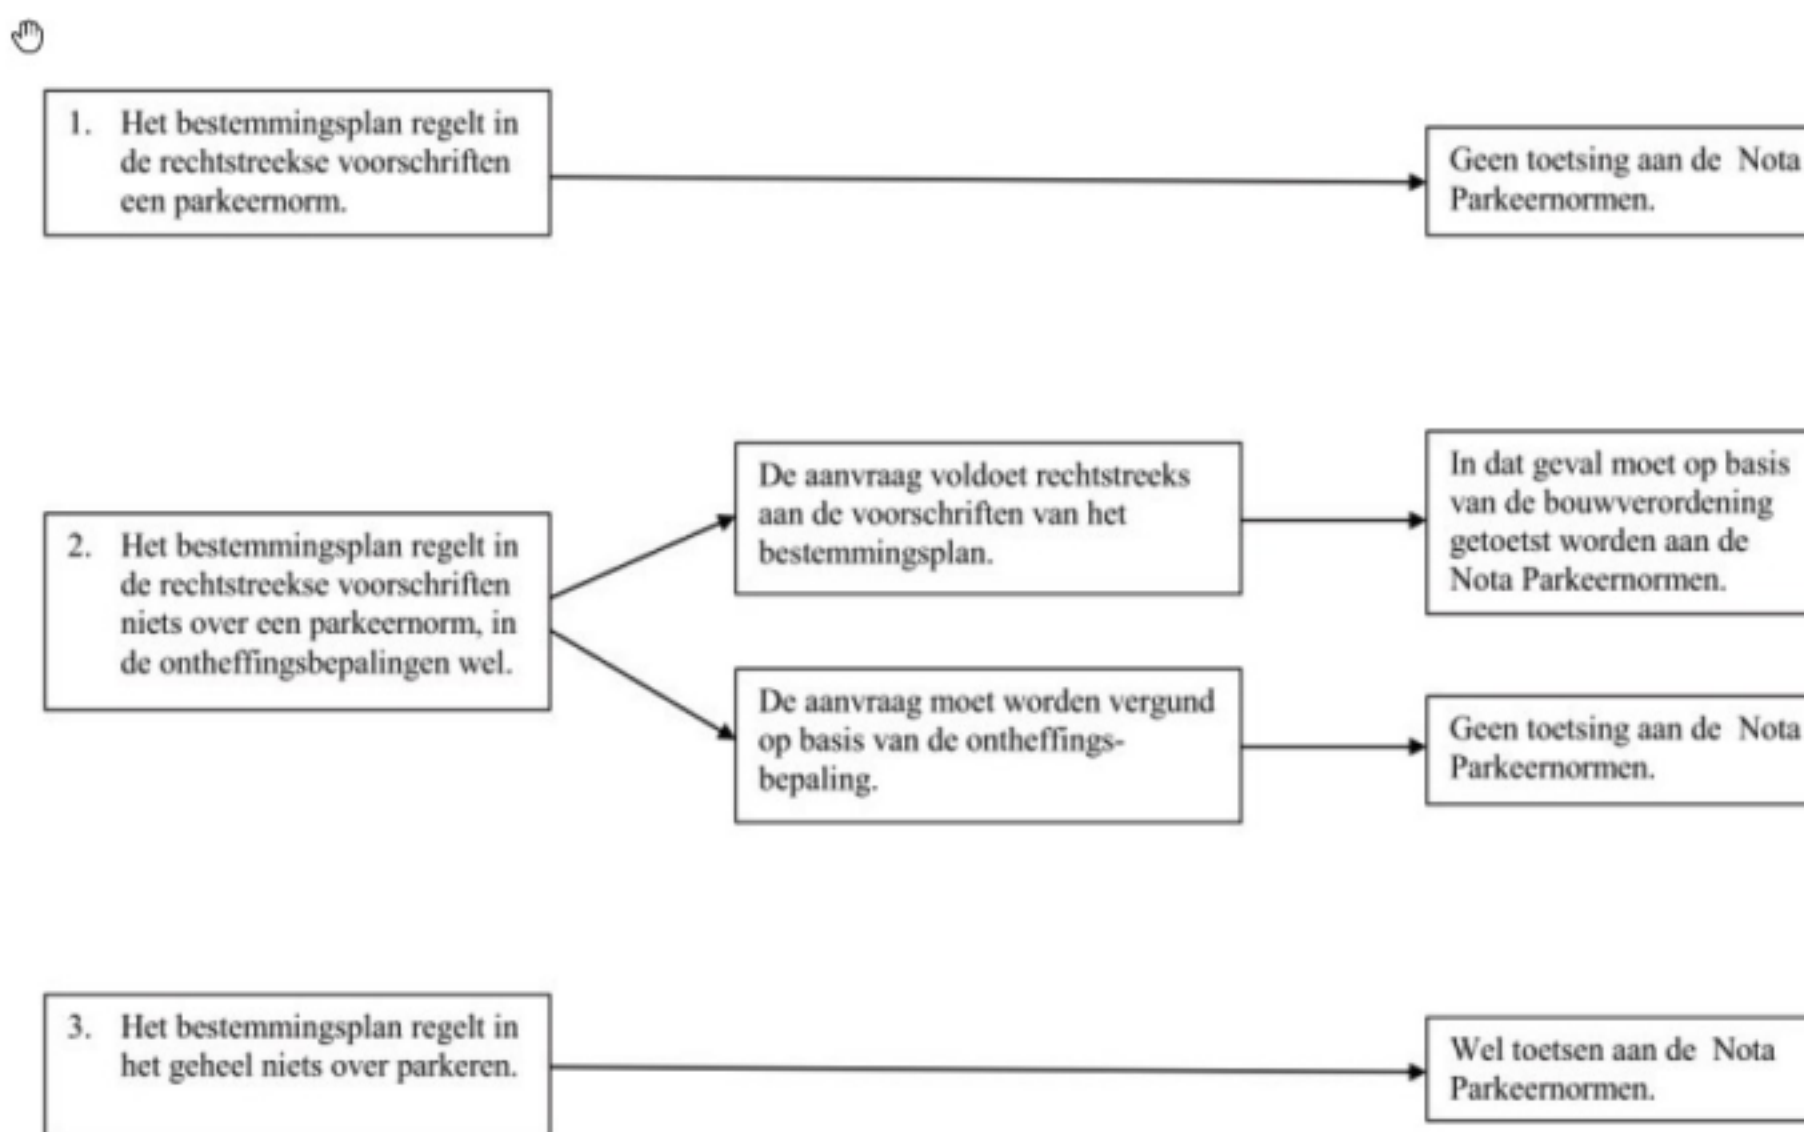 1. Het bestemmingsplan regelt in
de rechtstreekse voorschriften
een parkeernorm.
Geen toetsing aan de Nota
Parkeernormen.
2. Het bestemmingsplan regelt in
de rechtstreekse voorschriften
niets over een parkeernorm, in
de ontheffingsbepalingen wel.
De aanvraag voldoet rechtstreeks
aan de voorschriften van het
bestemmingsplan.
In dat geval moet op basis
van de bouwverordening
getoetst worden aan de
Nota Parkeernormen.
De aanvraag moet worden vergund
op basis van de ontheffings-
bepaling.
Geen toetsing aan de Nota
Parkeernormen.
3. Het bestemmingsplan regelt in
het geheel niets over parkeren.
Wel toetsen aan de Nota
Parkeernormen.